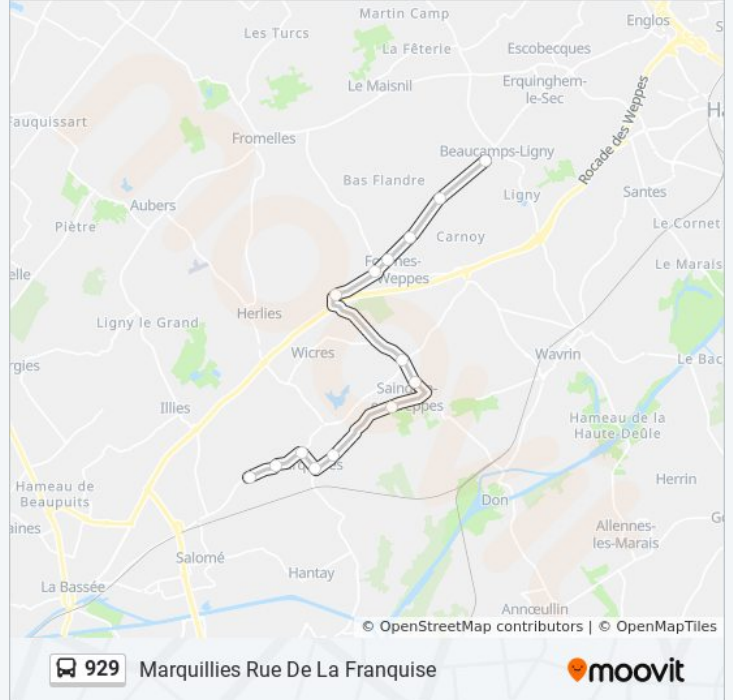 Martin Camp
Englos
Les Turcs
La Fêterie
Escobecques
Le Maisnil
Erquinghem-
le-Sec
Fauquissart
Fromelles
Rocade des Weppes
Beaucamps-Ligny
Bas Flandre
Ligny
Santes
Aubers
Piètre
Carnoy
Le Cornet
Weppes
Le Marais
Herlies
Ligny le Grand
Wicres
Wavrin
Le Bac
Illies
Hameau de la
Haute-Deûle
Hameau de
Beaupuits
Don
Herrin
Allennes-
les-Marais
Salomé
Hantay
La Bassée
Annœullin
© OpenStreetMap contributors | © OpenMapTiles
929 Marquillies Rue De La Franquise
moovit